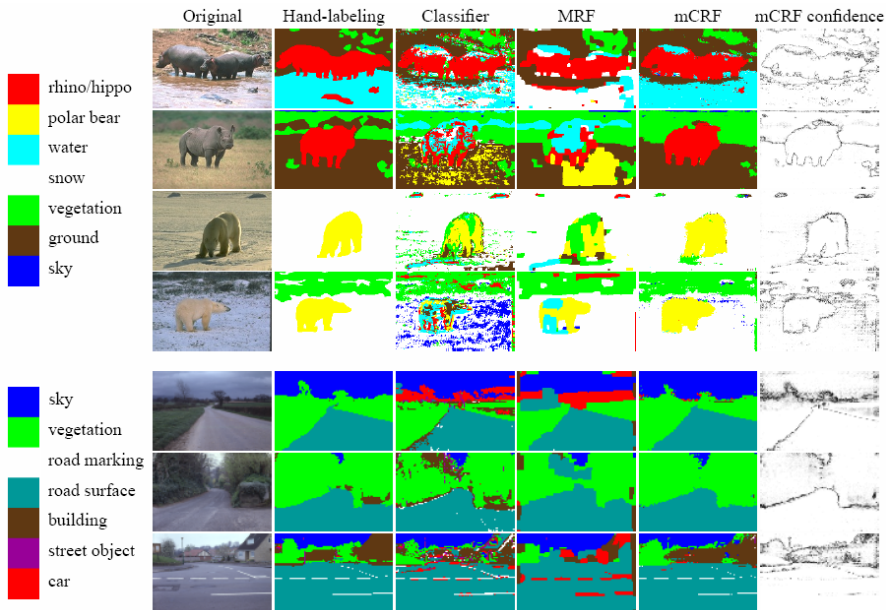 Original Hand-labeling Classifier MRF mCRF mCRF confidence
rhino/hippo
polar bear
water
snow
vegetation
ground
sky
sky
vegetation
road marking
road surface
building
street object
car